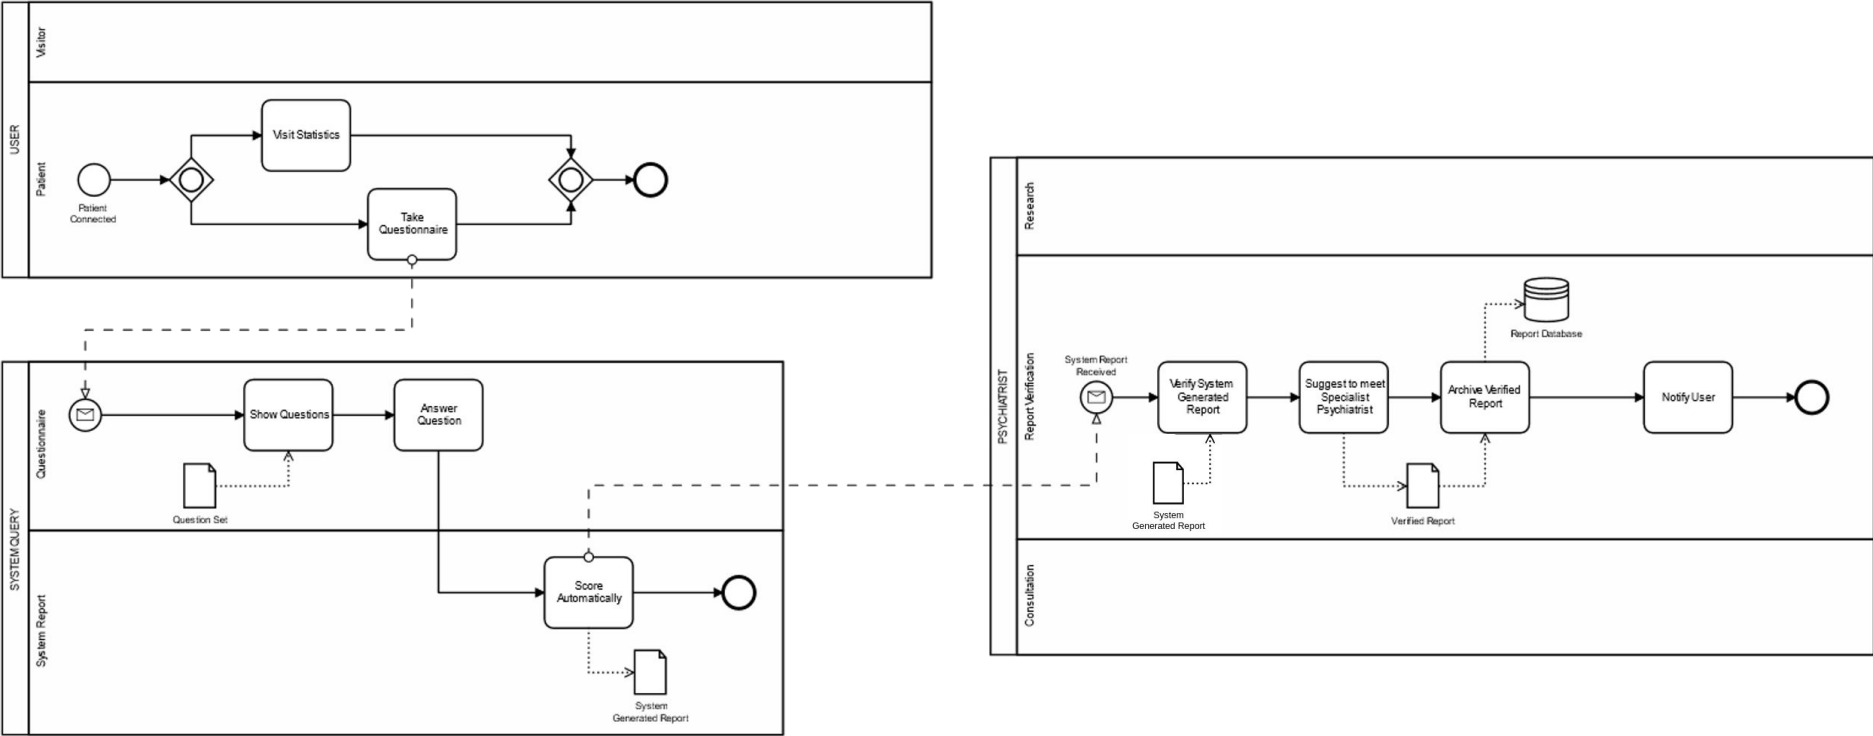 USER
Visitor
Patient
Patient
Connected
Visit Statistics
Take
Questionnaire
SYSTEM QUERY
Questionnaire
Show Questions
Answer
Question
Question Set
System Report
Score
Automatically
System
Generated Report
PSYCHIATRIST
Research
Report Verification
System Report
Received
Verify System
Generated
Report
Suggest to meet
Specialist
Psychiatrist
Archive Verified
Report
Report Database
Notify User
System
Generated Report
Verified Report
Consultation